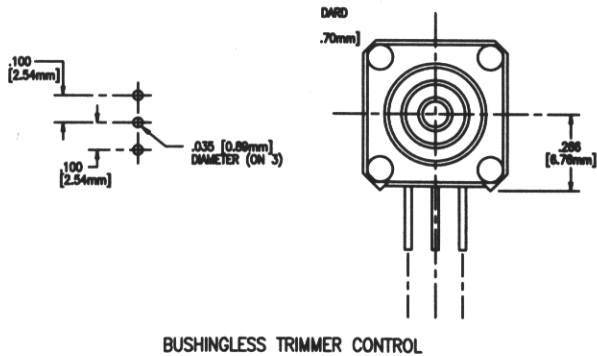 DARD
.70mm]
.100
[2.54mm]
.035 [0.89mm]
DIAMETER (ON 3)
.100
[2.54mm]
.266
[6.76mm]
BUSHINGLESS TRIMMER CONTROL